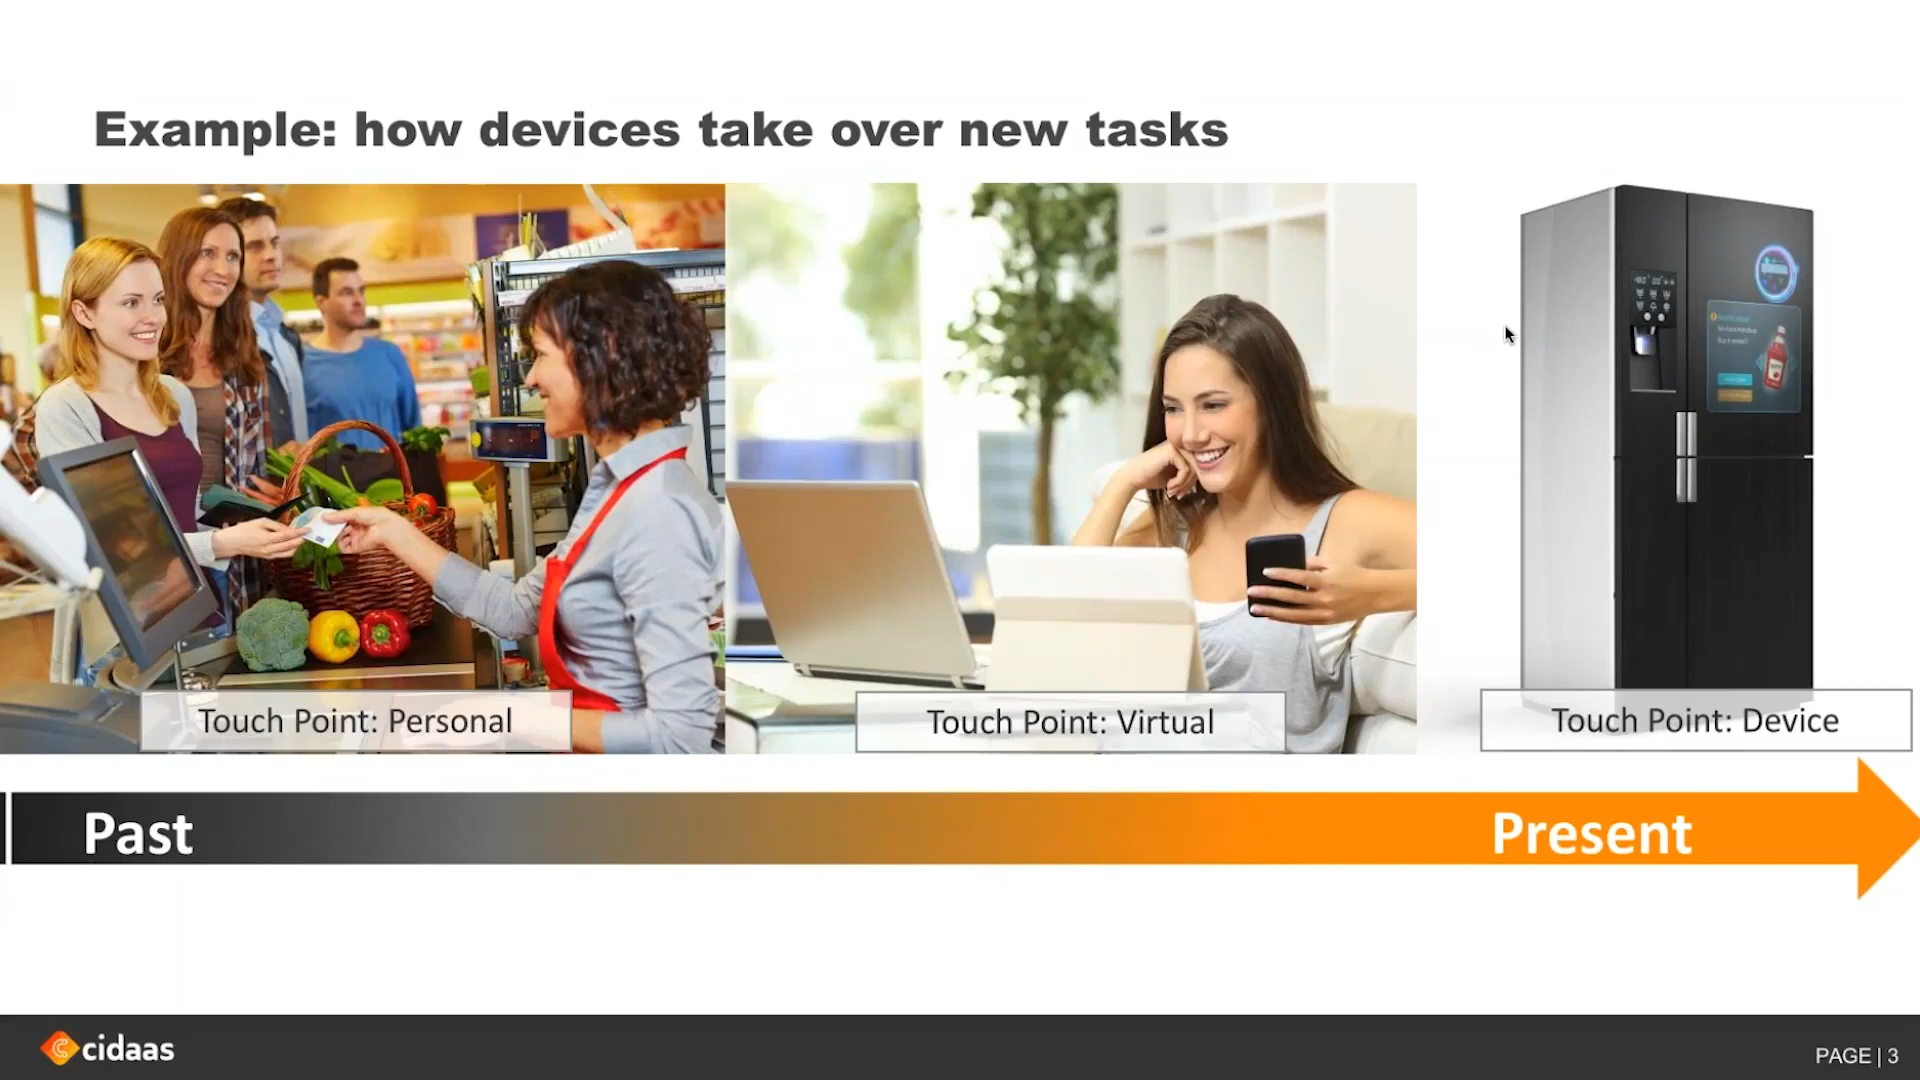 Example: how devices take over new tasks
Touch Point: Personal
Touch Point: Virtual
Touch Point: Device
Past
Present
cidaas
PAGE | 3